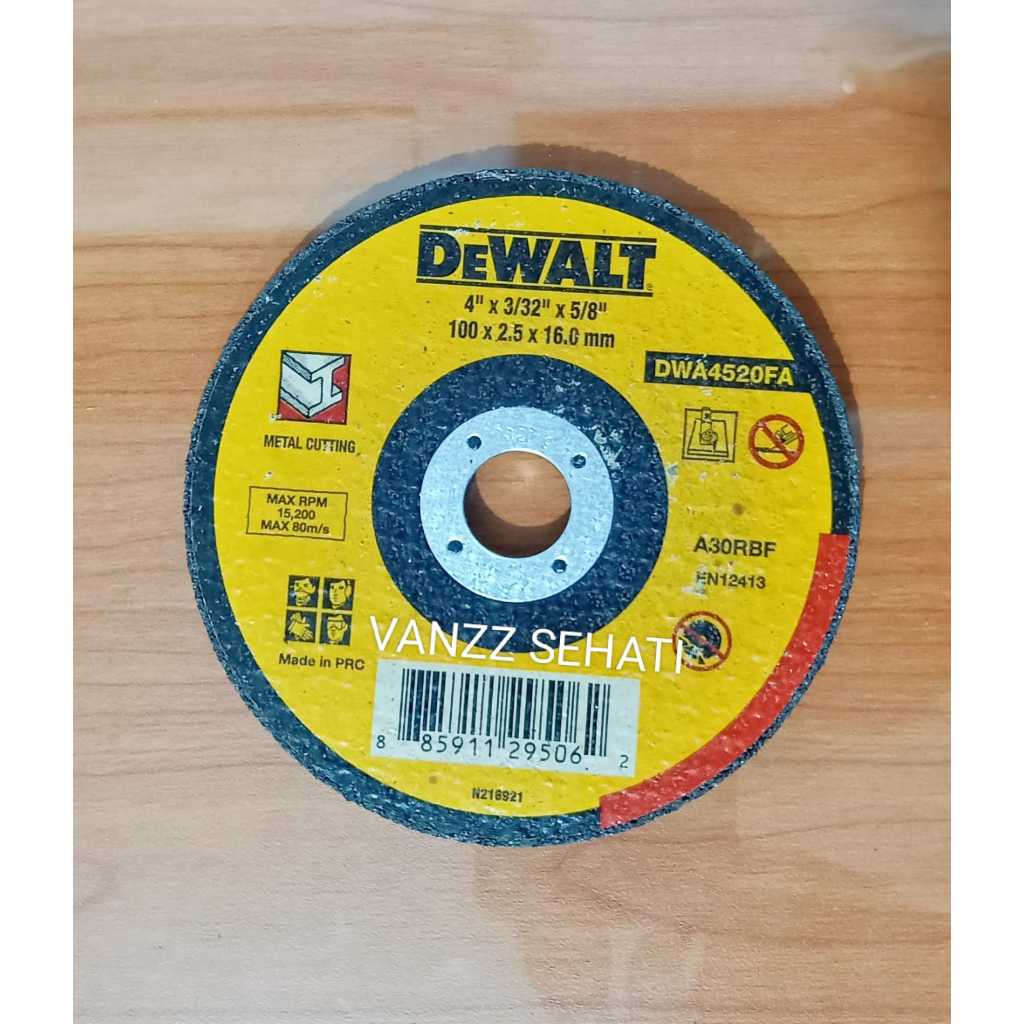 DEWALT
4" x 3/32" x 5/8"
100 x 2.5 x 16.0 mm
DWA4520FA
METAL CUTTING
MAX RPM
15,200
MAX 80m/s
A30RBF
EN12413
VANZZ SEHATI
Made in PRC
8 85911 29506 2
N218921